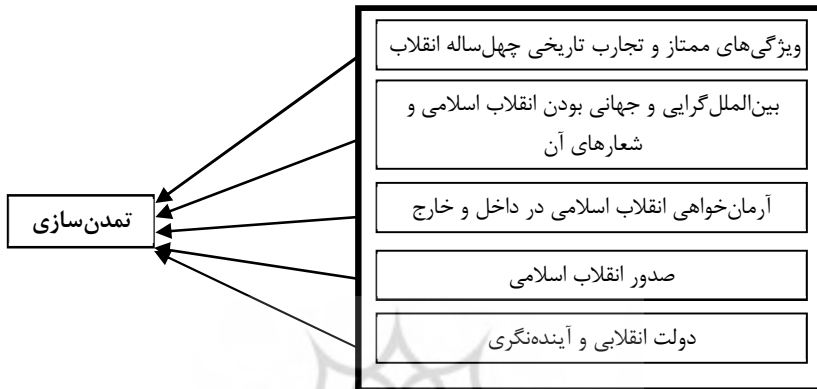 ویژگی‌های ممتاز و تجارب تاریخی چهل‌ساله انقلاب
بین‌الملل‌گرایی و جهانی بودن انقلاب اسلامی و
شعارهای آن
آرمان‌خواهی انقلاب اسلامی در داخل و خارج
صدور انقلاب اسلامی
دولت انقلابی و آینده‌نگری
تمدن‌سازی